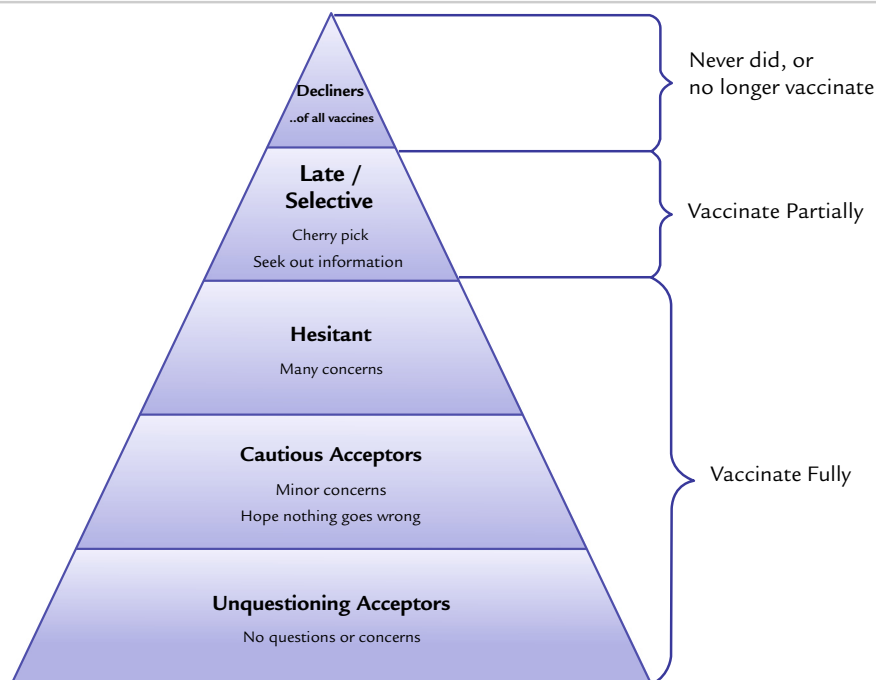 Decliners
..of all vaccines
Never did, or
no longer vaccinate
Late /
Selective
Cherry pick
Seek out information
Vaccinate Partially
Hesitant
Many concerns
Cautious Acceptors
Minor concerns
Hope nothing goes wrong
Vaccinate Fully
Unquestioning Acceptors
No questions or concerns